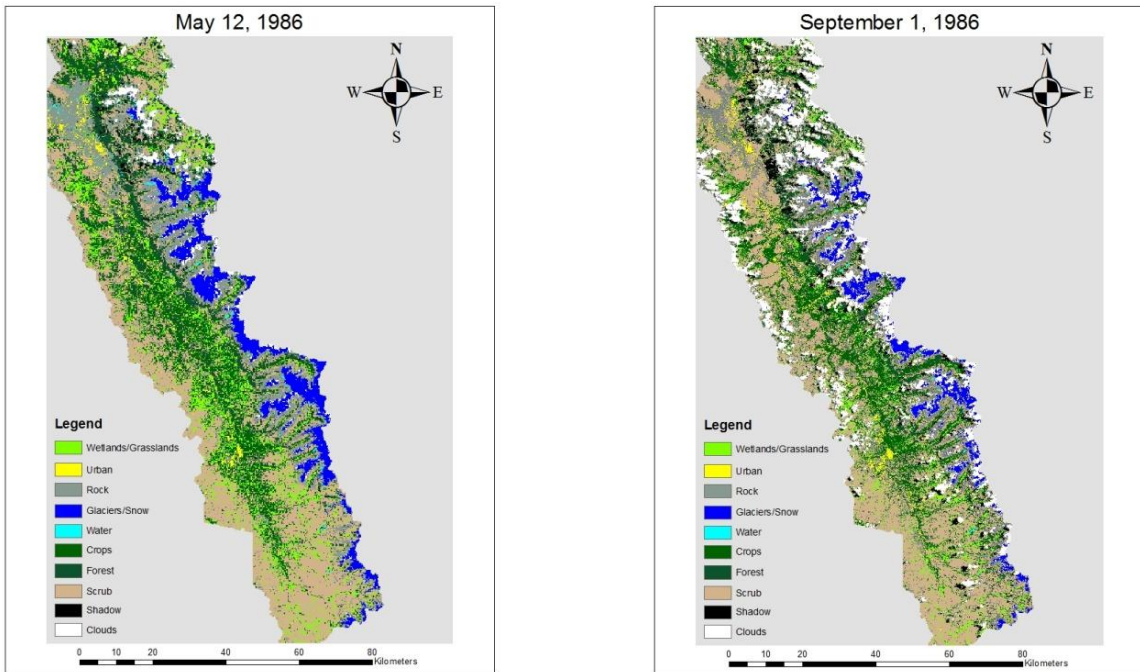 May 12, 1986
N
W E
S
Legend
Wetlands/Grasslands
Urban
Rock
Glaciers/Snow
Water
Crops
Forest
Scrub
Shadow
Clouds
0 10 20 40 60 80
Kilometers
September 1, 1986
N
W E
S
Legend
Wetlands/Grasslands
Urban
Rock
Glaciers/Snow
Water
Crops
Forest
Scrub
Shadow
Clouds
0 10 20 40 60 80
Kilometers